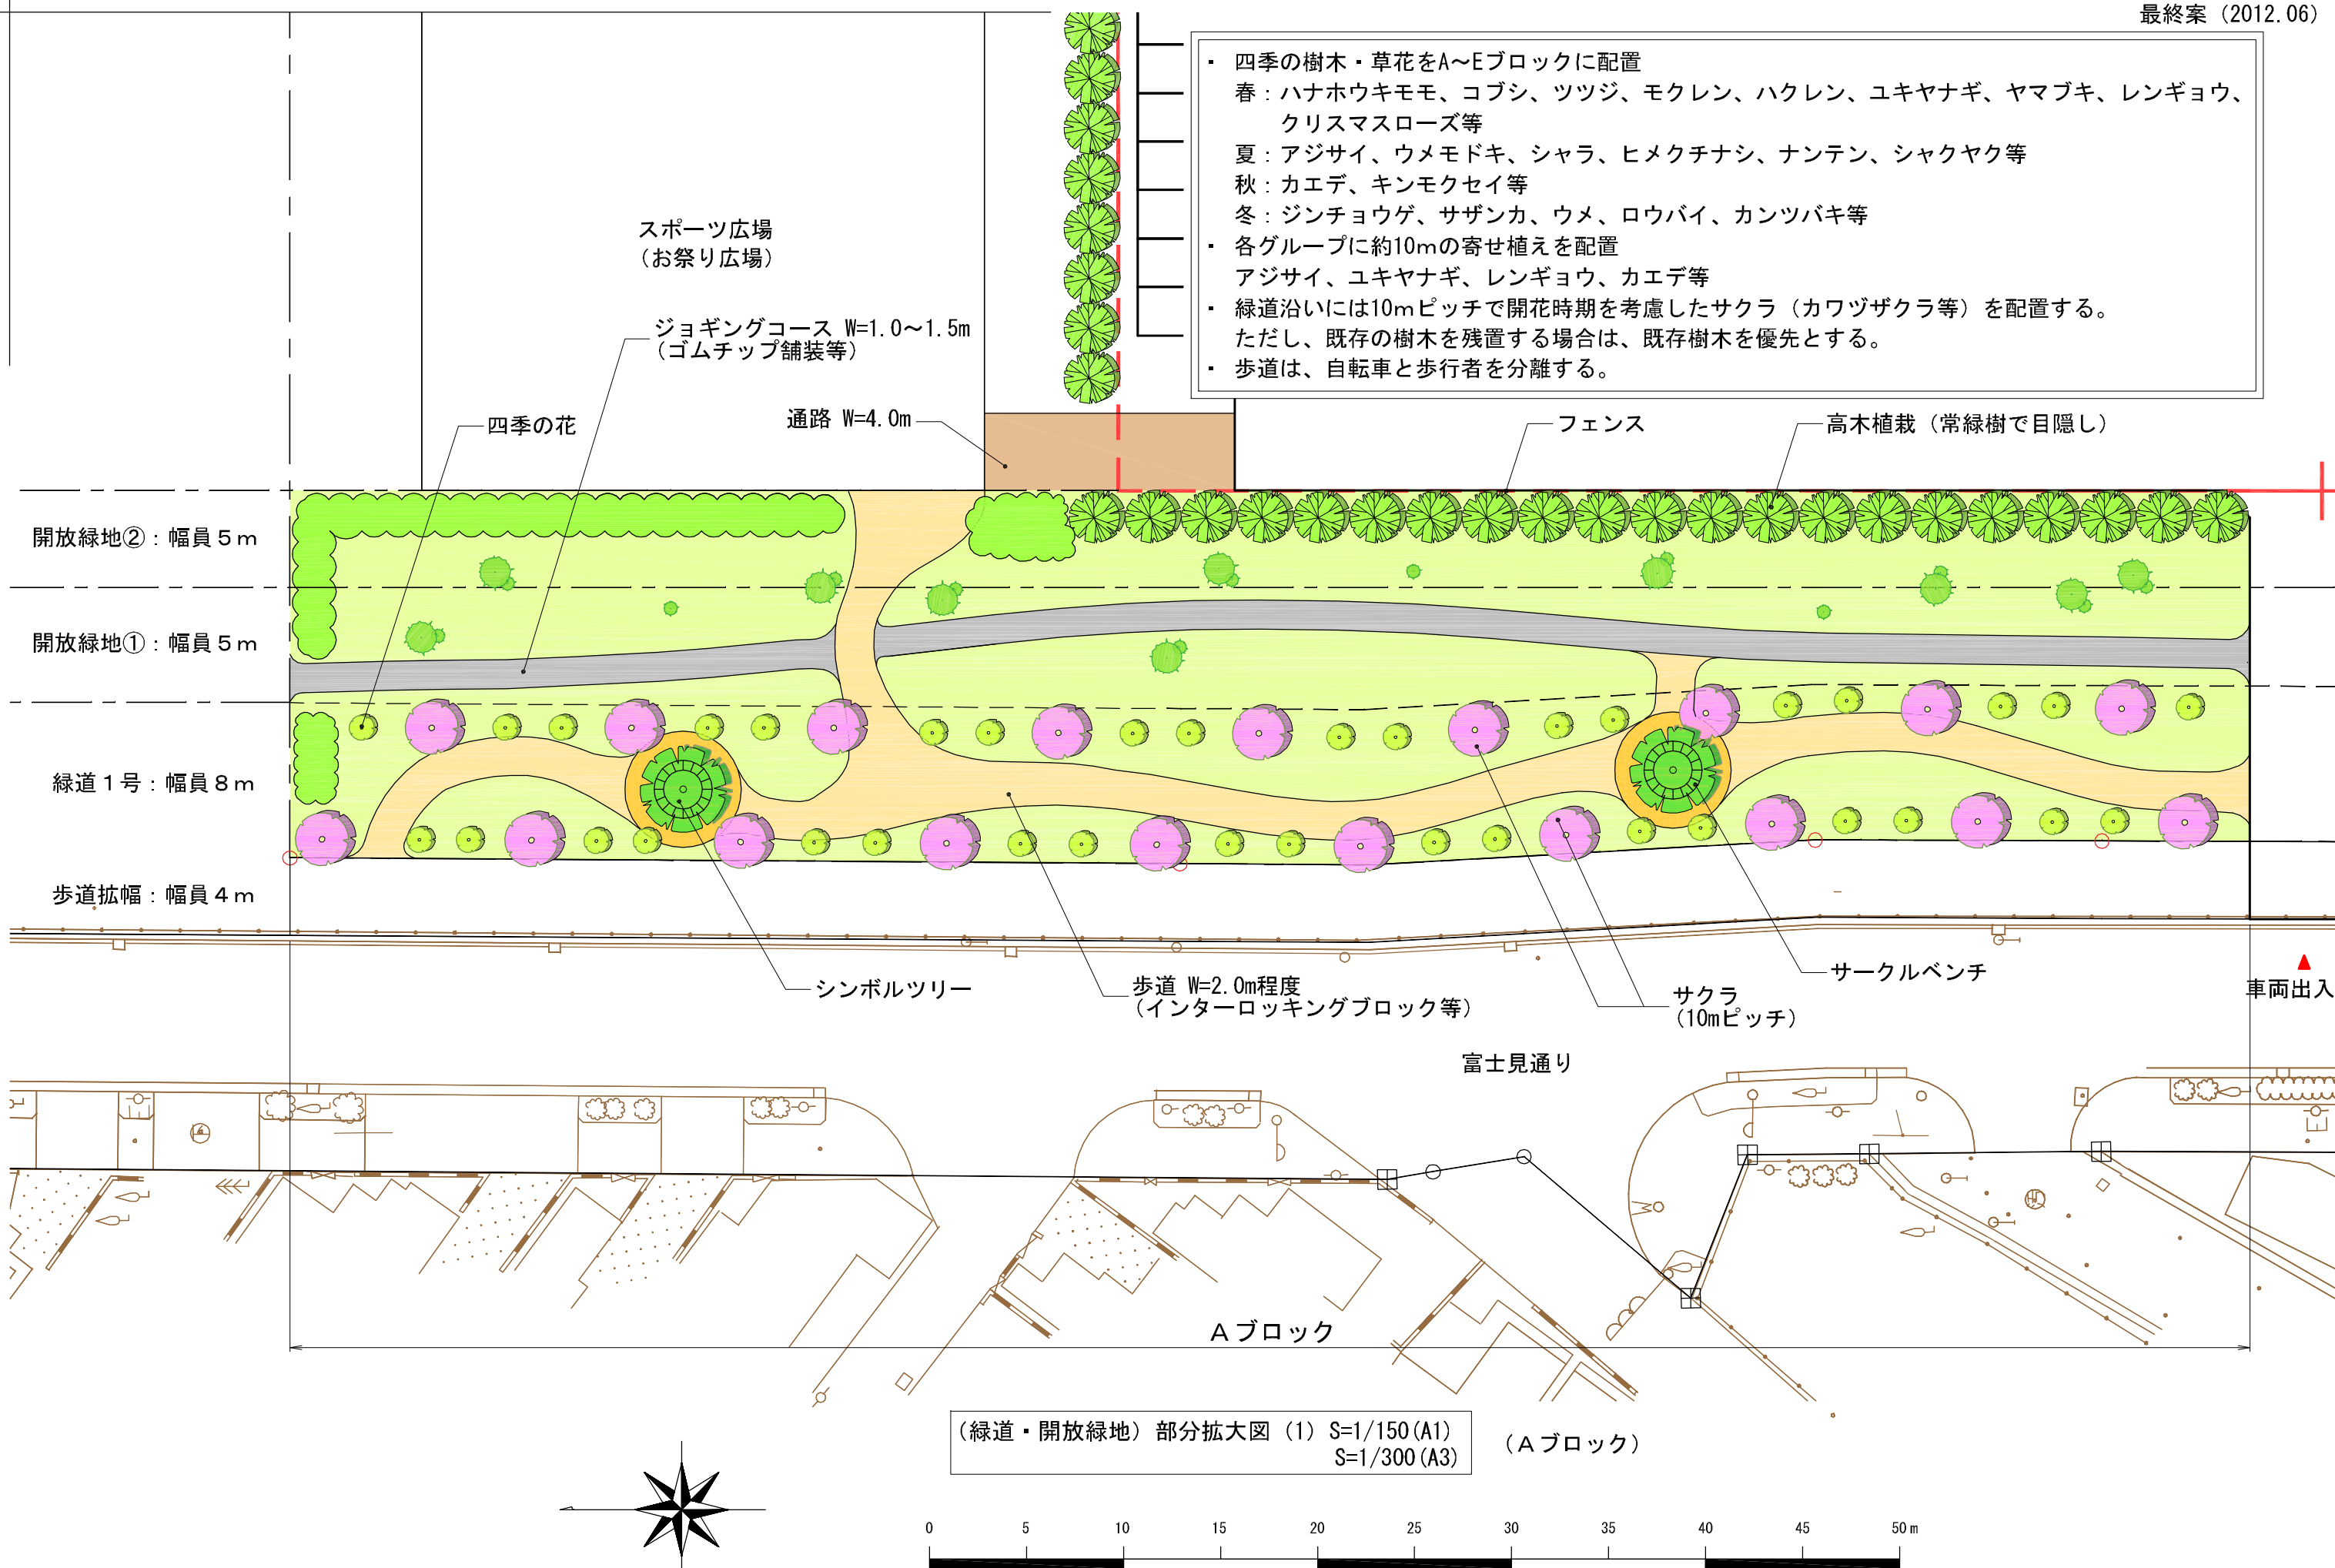 最終案（2012.06）
・ 四季の樹木・草花をA～Eブロックに配置
春：ハナホウキモモ、コブシ、ツツジ、モクレン、ハクレン、ユキヤナギ、ヤマブキ、レンギョウ、
クリスマスローズ等
夏：アジサイ、ウメモドキ、シャラ、ヒメクチナシ、ナンテン、シャクヤク等
秋：カエデ、キンモクセイ等
冬：ジンチョウゲ、サザンカ、ウメ、ロウバイ、カンツバキ等
・ 各グループに約10mの寄せ植えを配置
アジサイ、ユキヤナギ、レンギョウ、カエデ等
・ 緑道沿いには10mピッチで開花時期を考慮したサクラ（カワヅザクラ等）を配置する。
ただし、既存の樹木を残置する場合は、既存樹木を優先とする。
・ 歩道は、自転車と歩行者を分離する。
スポーツ広場
（お祭り広場）
ジョギングコース W=1.0～1.5m
（ゴムチップ舗装等）
四季の花
通路 W=4.0m
フェンス
高木植栽（常緑樹で目隠し）
開放緑地②：幅員５ｍ
開放緑地①：幅員５ｍ
緑道１号：幅員８ｍ
歩道拡幅：幅員４ｍ
シンボルツリー
歩道 W=2.0m程度
（インターロッキングブロック等）
サクラ
（10mピッチ）
サークルベンチ
車両出入
富士見通り
Ａブロック
（緑道・開放緑地）部分拡大図（1）S=1/150(A1)
S=1/300(A3)
（Ａブロック）
0 5 10 15 20 25 30 35 40 45 50m